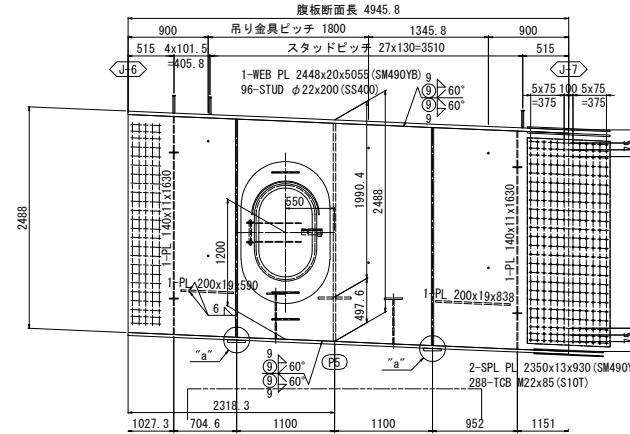 腹板断面長 4945.8
900
吊り金具ピッチ 1800
1345.8
900
515
4x101.5
=405.8
スタッドピッチ 27x130=3510
515
J-6
J-7
1-WEB PL 2448x20x5055(SM490YB)
96-STUD φ22x200(SS400)
9
9
60°
9
60°
9
5x75
=375
100
5x75
=375
2488
1-PL 140x11x1630
550
1200
1990.4
2488
497.6
1-PL 140x11x1630
1-PL 200x19x590
6
1-PL 200x19x838
"a"
9
9
60°
9
60°
9
P5
"a"
2-SPL PL 2350x13x930(SM490Y
288-TCB M22x85(S10T)
2318.3
1027.3
704.6
1100
1100
952
1151